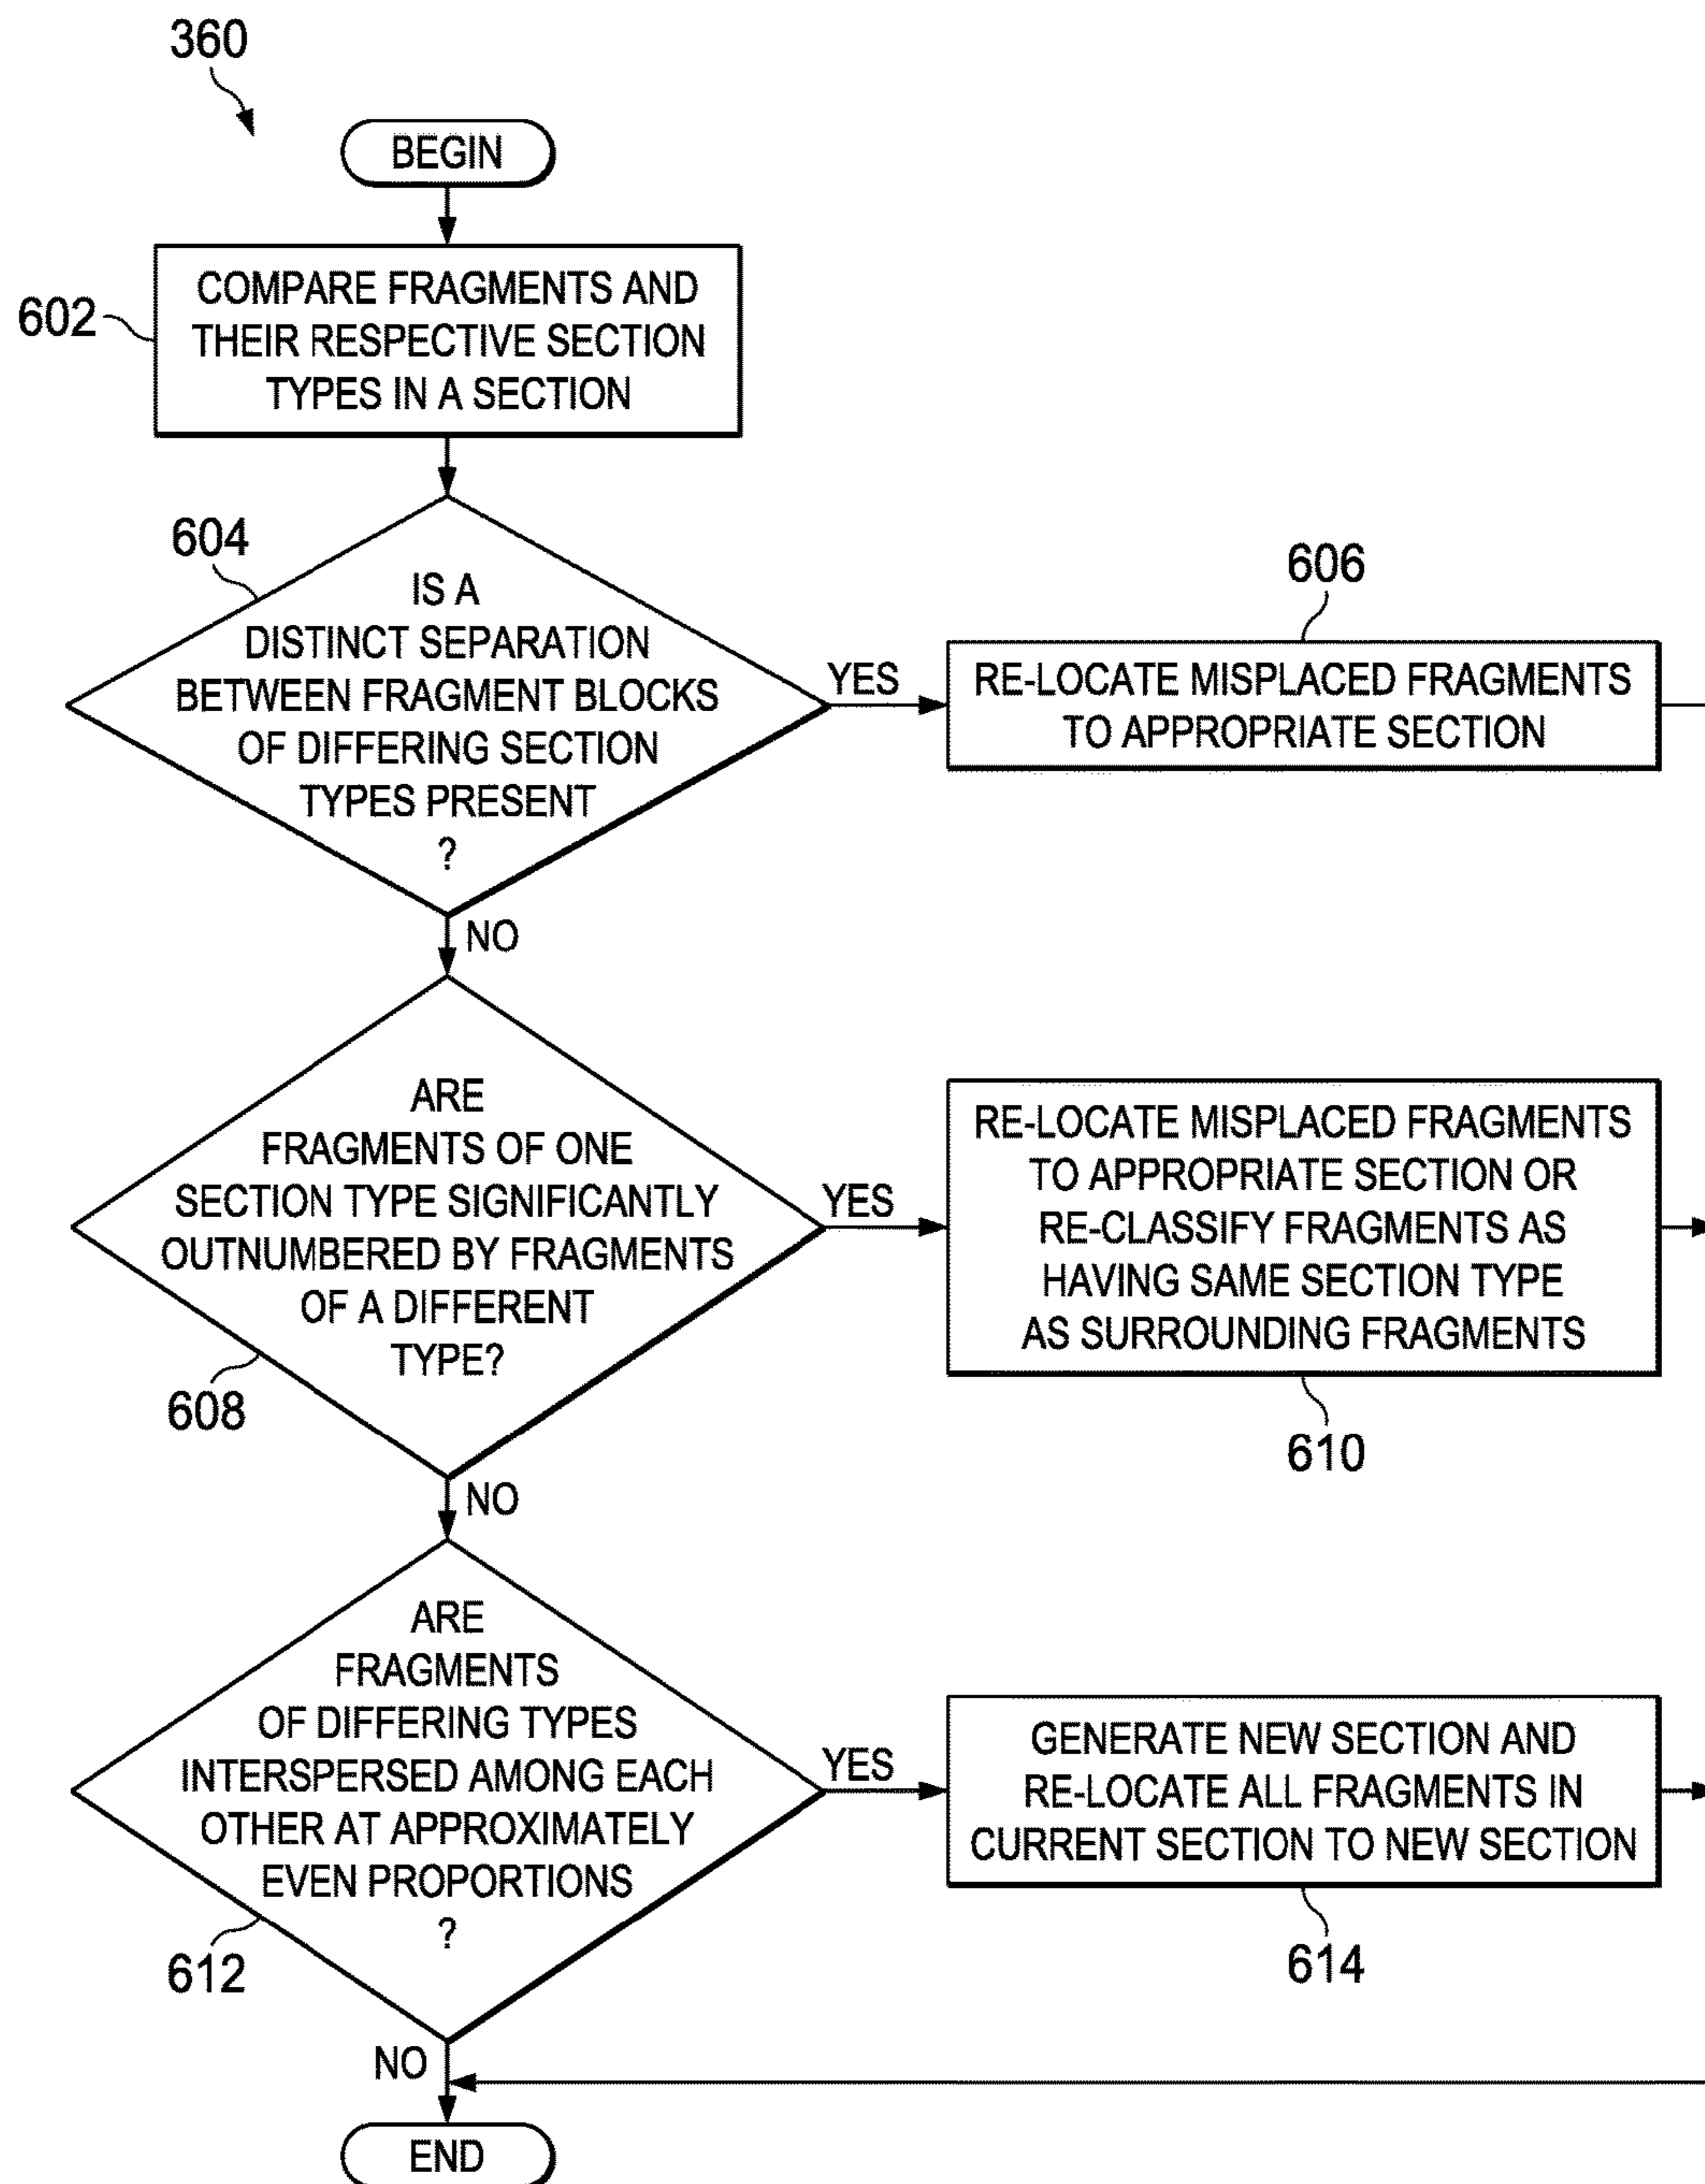 360
BEGIN
602
COMPARE FRAGMENTS AND
THEIR RESPECTIVE SECTION
TYPES IN A SECTION
604
IS A
DISTINCT SEPARATION
BETWEEN FRAGMENT BLOCKS
OF DIFFERING SECTION
TYPES PRESENT
?
YES
606
RE-LOCATE MISPLACED FRAGMENTS
TO APPROPRIATE SECTION
NO
ARE
FRAGMENTS OF ONE
SECTION TYPE SIGNIFICANTLY
OUTNUMBERED BY FRAGMENTS
OF A DIFFERENT
TYPE?
608
YES
RE-LOCATE MISPLACED FRAGMENTS
TO APPROPRIATE SECTION OR
RE-CLASSIFY FRAGMENTS AS
HAVING SAME SECTION TYPE
AS SURROUNDING FRAGMENTS
610
NO
ARE
FRAGMENTS
OF DIFFERING TYPES
INTERSPERSED AMONG EACH
OTHER AT APPROXIMATELY
EVEN PROPORTIONS
?
612
YES
GENERATE NEW SECTION AND
RE-LOCATE ALL FRAGMENTS IN
CURRENT SECTION TO NEW SECTION
614
NO
END